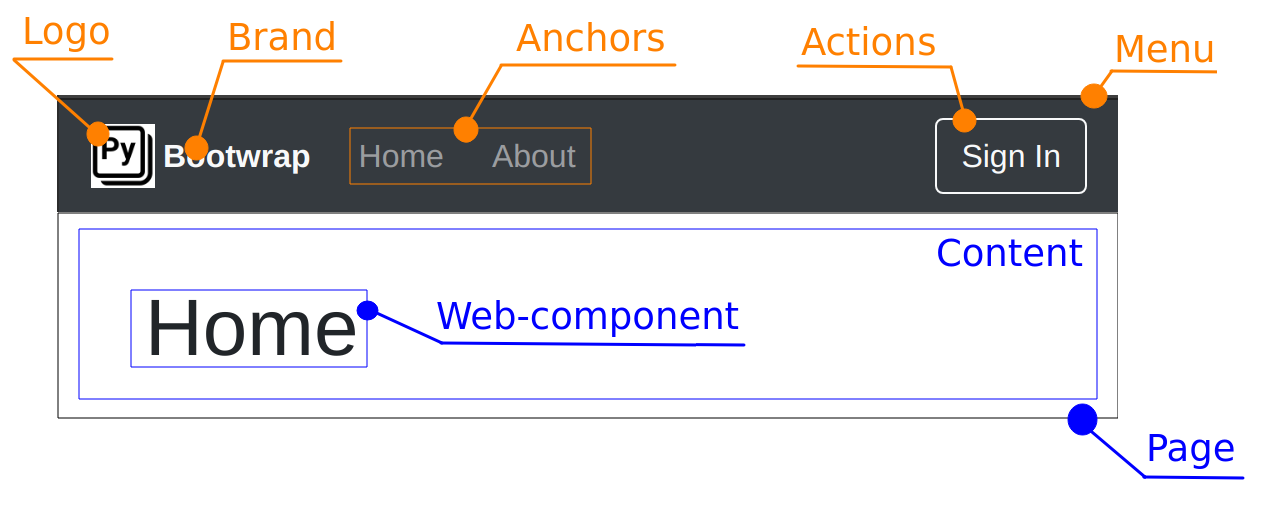 Logo
Brand
Anchors
Actions
Menu
Py
Bootwrap
Home
About
Sign In
Content
Home
Web-component
Page